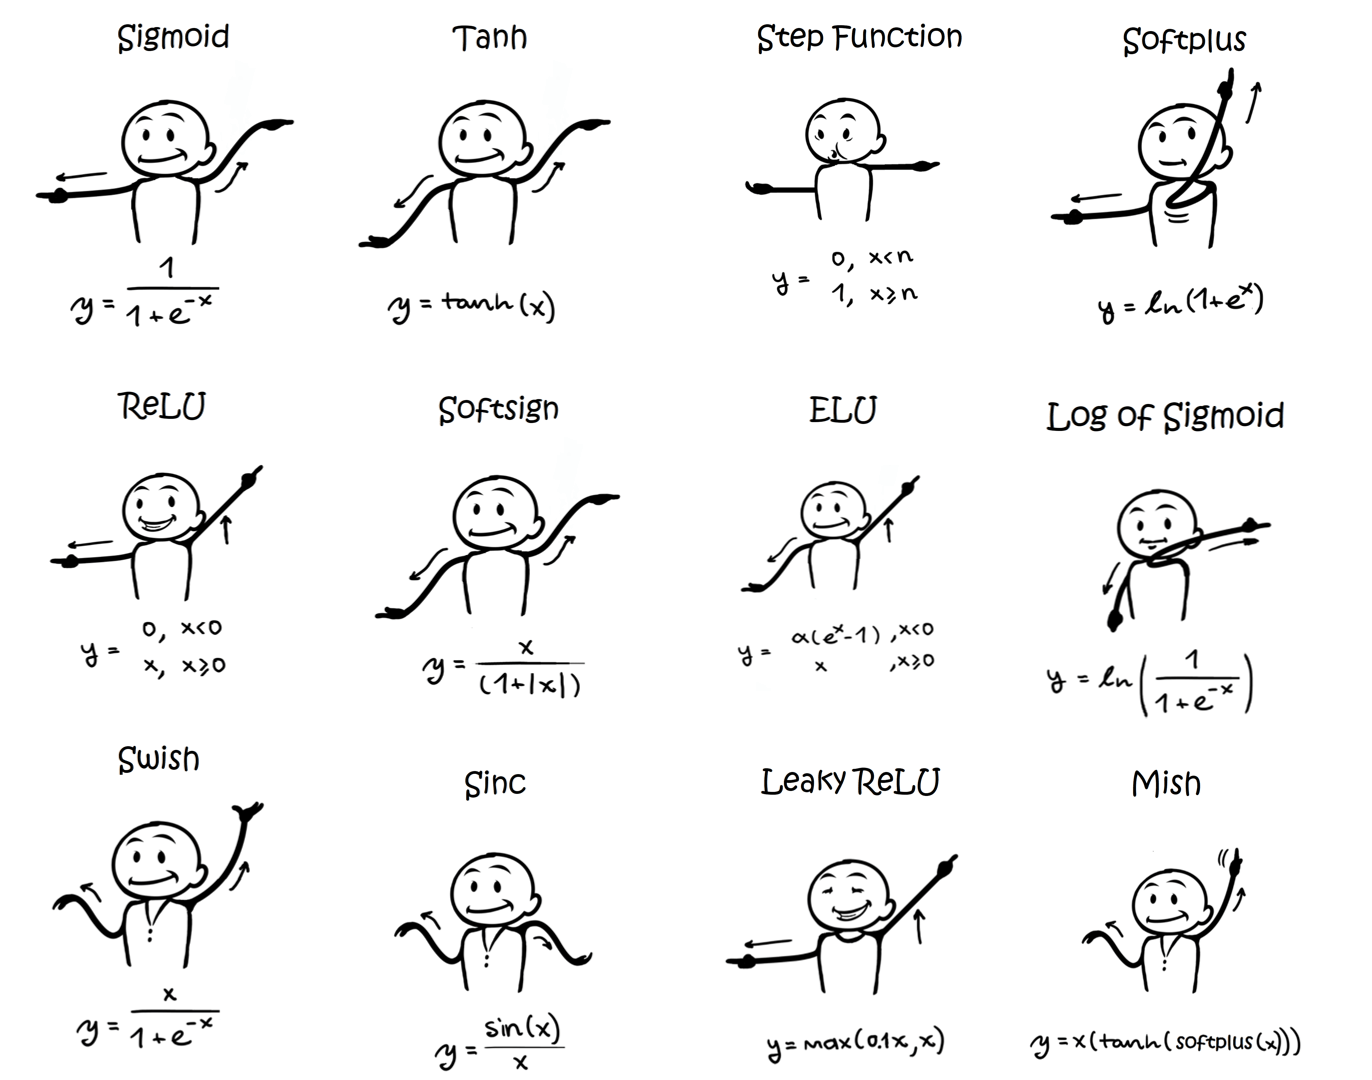 Sigmoid
y = 1 / (1 + e^-x)
Tanh
y = tanh(x)
Step Function
y = 0, x<n
1, x≥n
Softplus
y = ln(1+e^x)
ReLU
y = 0, x<0
x, x≥0
Softsign
y = x / (1+|x|)
ELU
y = α(e^x-1), x<0
x, x≥0
Log of Sigmoid
y = ln(1 / (1 + e^-x))
Swish
y = x / (1 + e^-x)
Sinc
y = sin(x) / x
Leaky ReLU
y = max(0.1x, x)
Mish
y = x(tanh(softplus(x)))